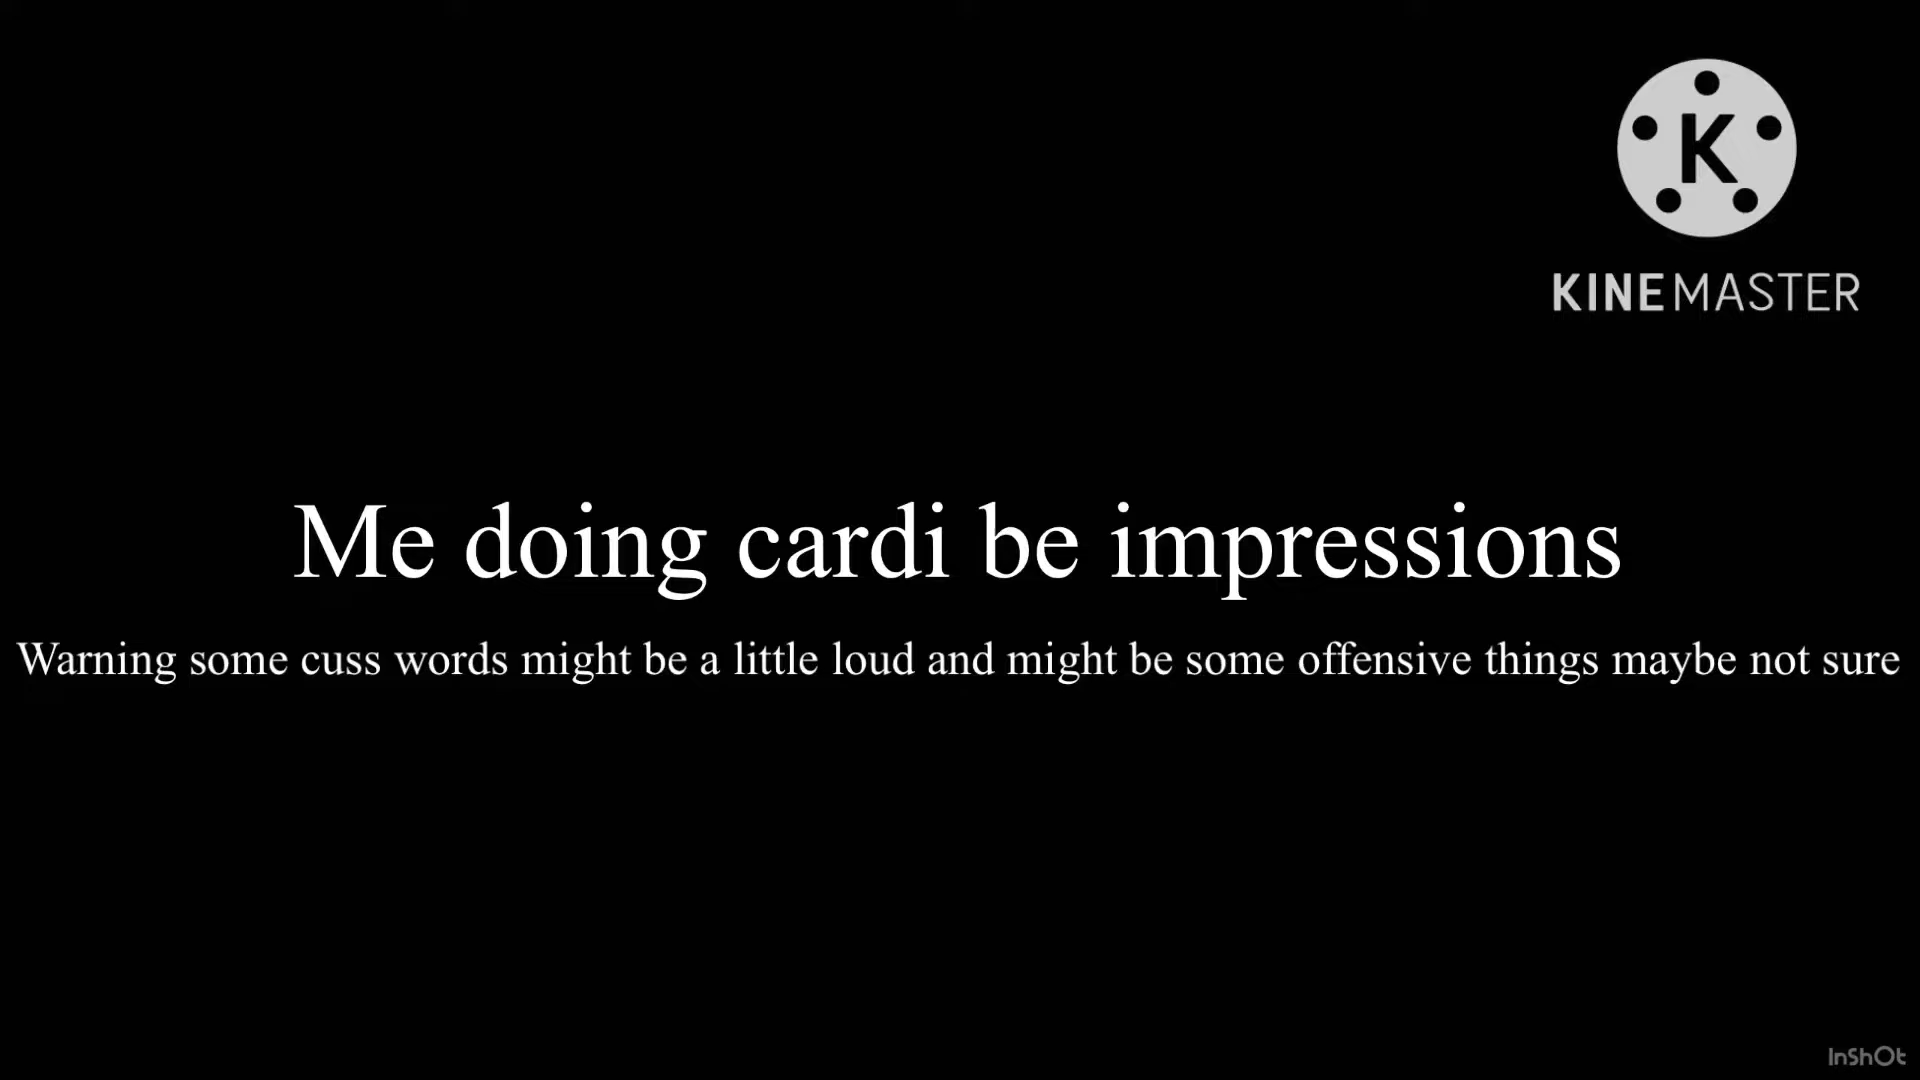 K
KINEMASTER
Me doing cardi be impressions
Warning some cuss words might be a little loud and might be some offensive things maybe not sure
InShOt